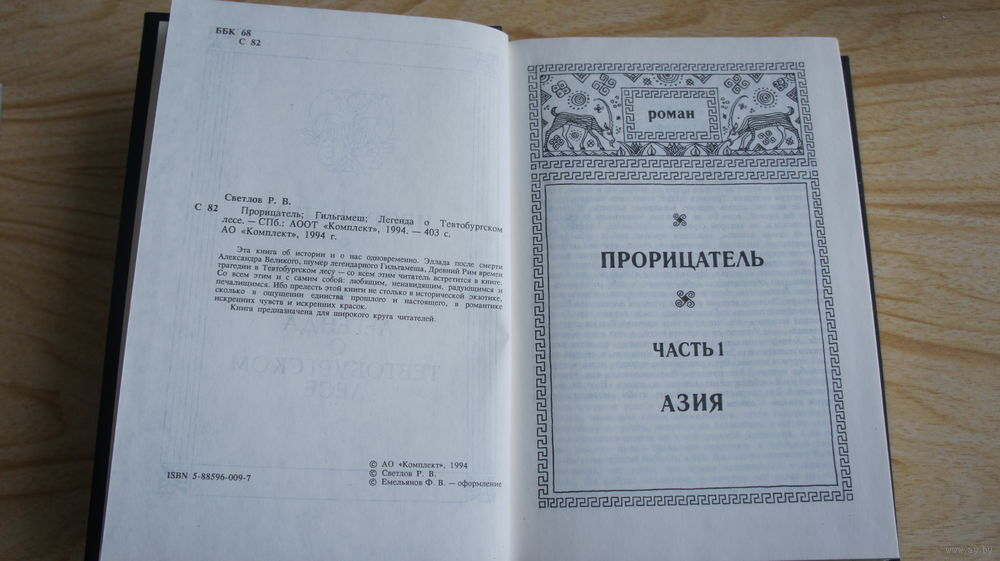 ББК 68
С 82
Светлов Р. В.
С 82 Прорицатель; Гильгамеш; Легенда о Тевтобургском
лесе. — СПб.: АООТ «Комплект», 1994. — 403 с.
АО «Комплект», 1994 г.
Эта книга об истории и о нас одновременно. Эллада после смерти
Александра Великого, шумер легендарного Гильгамеша, Древний Рим времен
трагедии в Тевтобургском лесу — со всем этим читатель встретится в книге.
Со всем этим и с самим собой: любящим, ненавидящим, радующимся и
печалящимся. Ибо прелесть этой книги не столько в исторической экзотике,
сколько в ощущении единства прошлого и настоящего, в романтике
искренних чувств и искренних красок.
Книга предназначена для широкого круга читателей.
ISBN 5-88596-009-7
© АО «Комплект», 1994
© Светлов Р. В.
© Емельянов Ф. В. — оформление
роман
ПРОРИЦАТЕЛЬ
ЧАСТЬ 1
АЗИЯ
www.ay.by